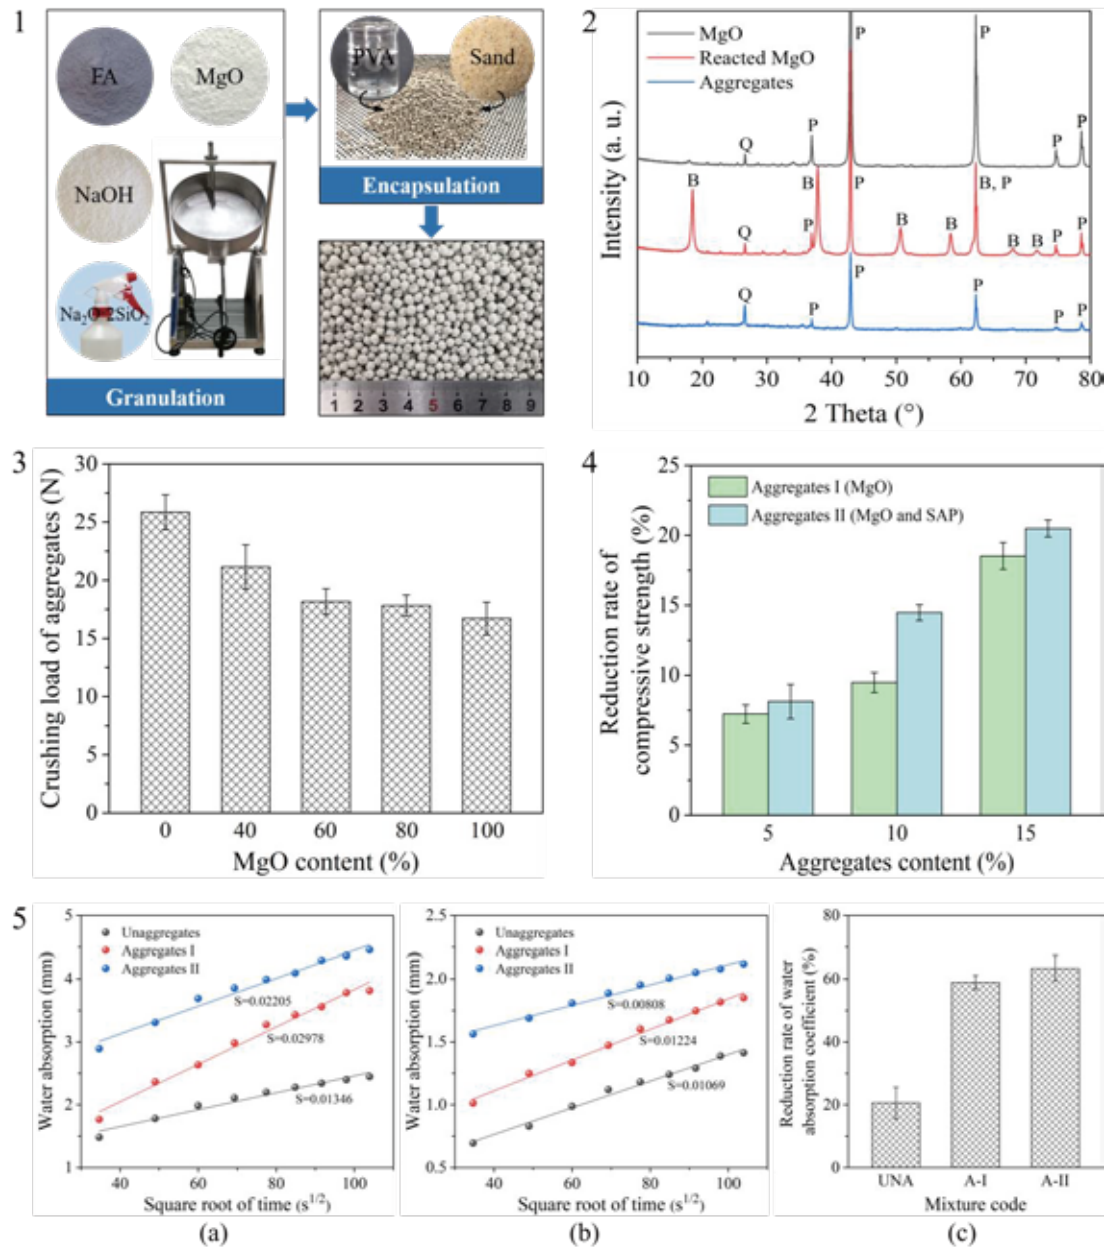 1
FA
MgO
NaOH
Na₂O·2SiO₂
Granulation
PVA
Sand
Encapsulation
1 2 3 4 5 6 7 8 9
2
MgO
Reacted MgO
Aggregates
Intensity (a. u.)
Q P P P P P
B Q P B P B B B, P B B P P
Q P P P P P
10 20 30 40 50 60 70 80
2 Theta (°)
3
Crushing load of aggregates (N)
30
25
20
15
10
5
0
0 40 60 80 100
MgO content (%)
4
Reduction rate of
compressive strength (%)
25
20
15
10
5
0
Aggregates I (MgO)
Aggregates II (MgO and SAP)
5 10 15
Aggregates content (%)
5
Water absorption (mm)
5
4
3
2
1
Unaggregates
Aggregates I
Aggregates II
S=0.02205
S=0.02978
S=0.01346
40 60 80 100
Square root of time (s¹/²)
(a)
Water absorption (mm)
2.5
2.0
1.5
1.0
0.5
Unaggregates
Aggregates I
Aggregates II
S=0.00808
S=0.01224
S=0.01069
40 60 80 100
Square root of time (s¹/²)
(b)
Reduction rate of water
absorption coefficient (%)
80
60
40
20
0
UNA A-I A-II
Mixture code
(c)